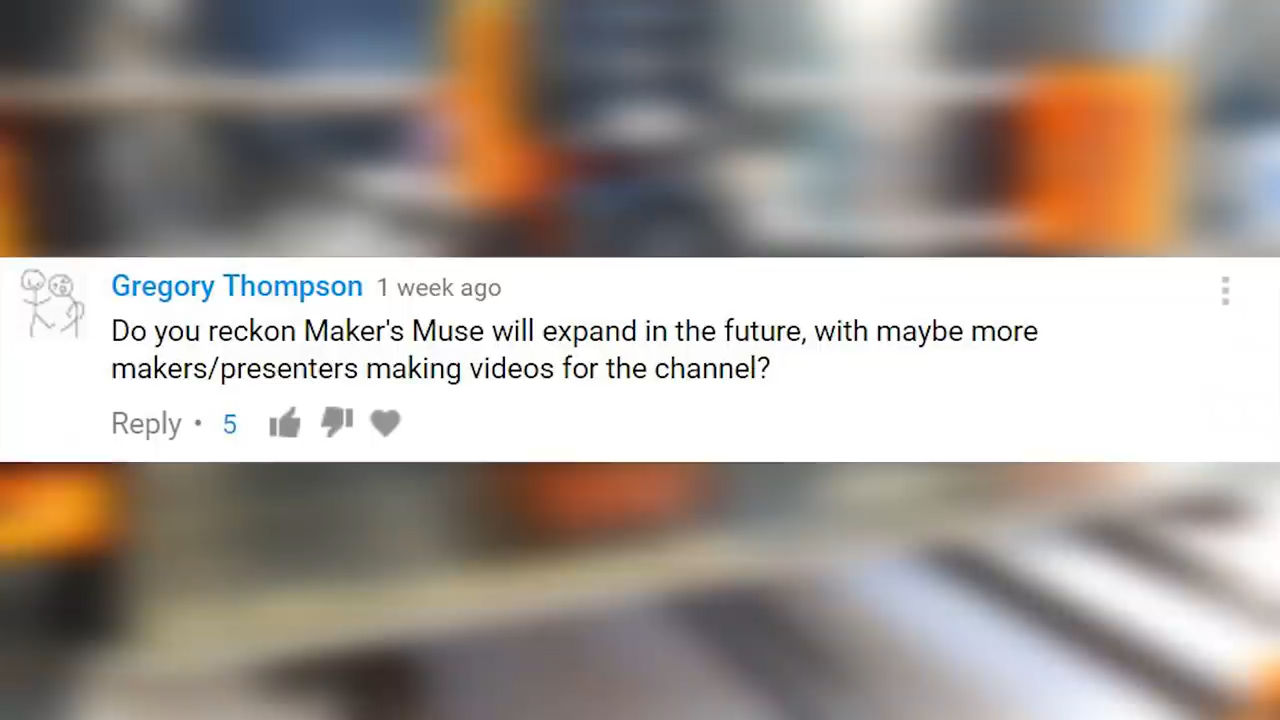 Gregory Thompson 1 week ago
Do you reckon Maker's Muse will expand in the future, with maybe more
makers/presenters making videos for the channel?
Reply • 5